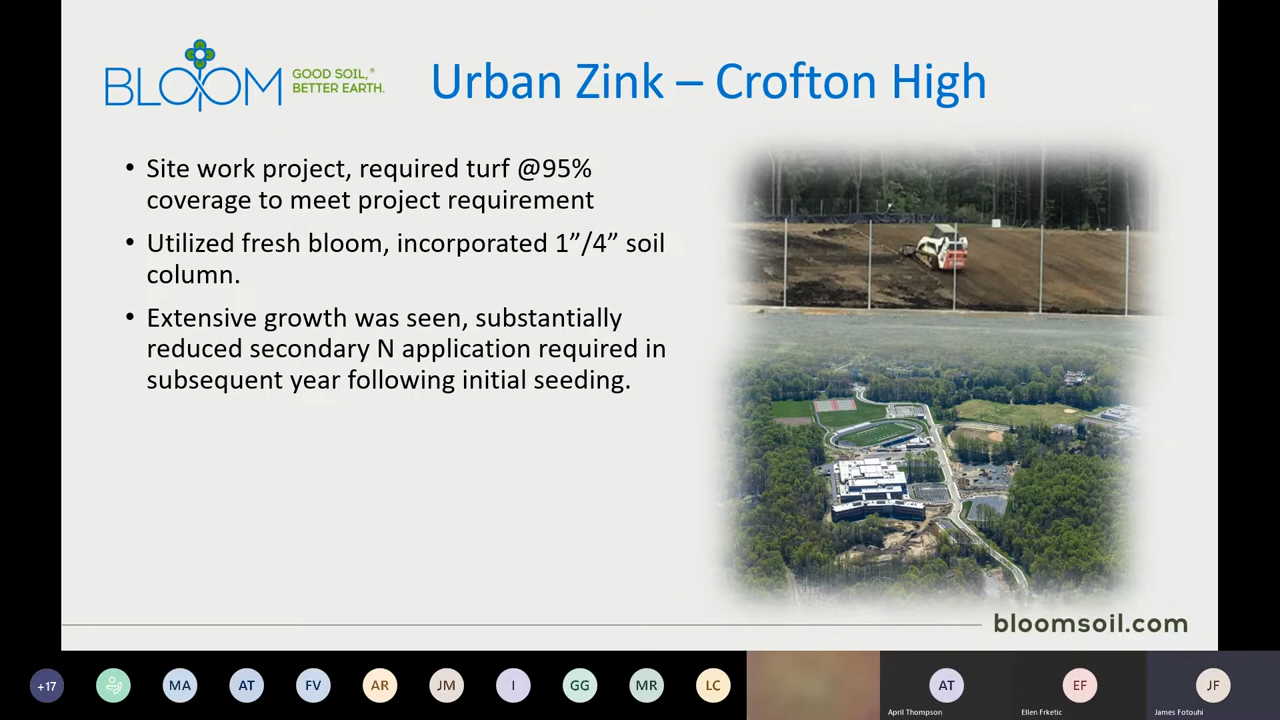 BLOOM
GOOD SOIL,®
BETTER EARTH.
Urban Zink – Crofton High
• Site work project, required turf @95%
coverage to meet project requirement
• Utilized fresh bloom, incorporated 1”/4” soil
column.
• Extensive growth was seen, substantially
reduced secondary N application required in
subsequent year following initial seeding.
bloomsoil.com
+17
MA
AT
FV
AR
JM
I
GG
MR
LC
AT
EF
JF
April Thompson
Ellen Frketic
James Fotouhi